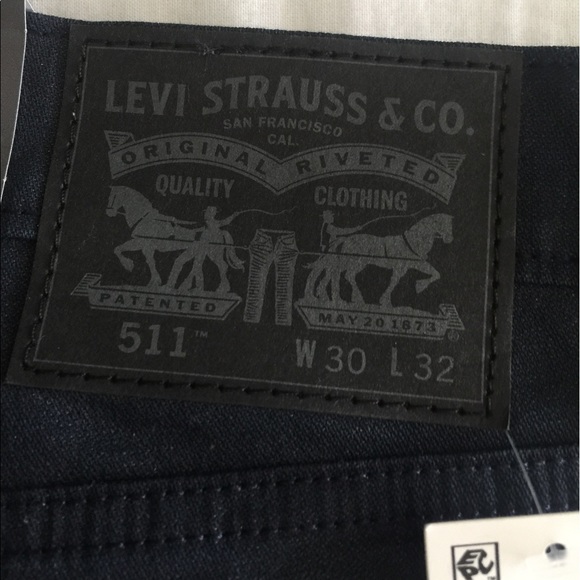 LEVI STRAUSS & CO.
SAN FRANCISCO
CAL.
ORIGINAL RIVETED
QUALITY CLOTHING
PATENTED MAY 20 1873
511™ W 30 L 32
®